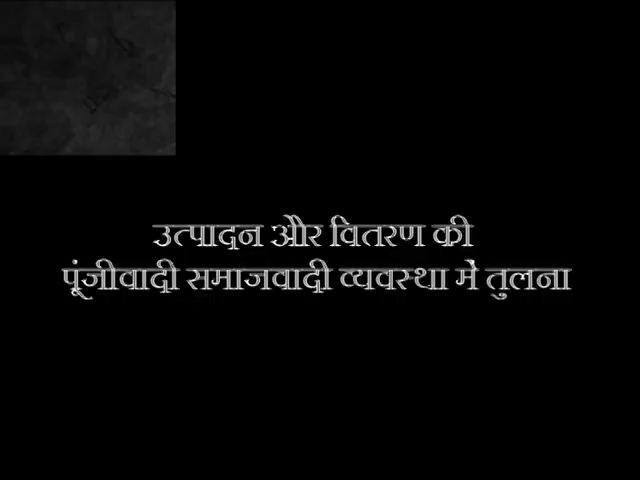 उत्पादन और वितरण की
पूंजीवादी समाजवादी व्यवस्था में तुलना